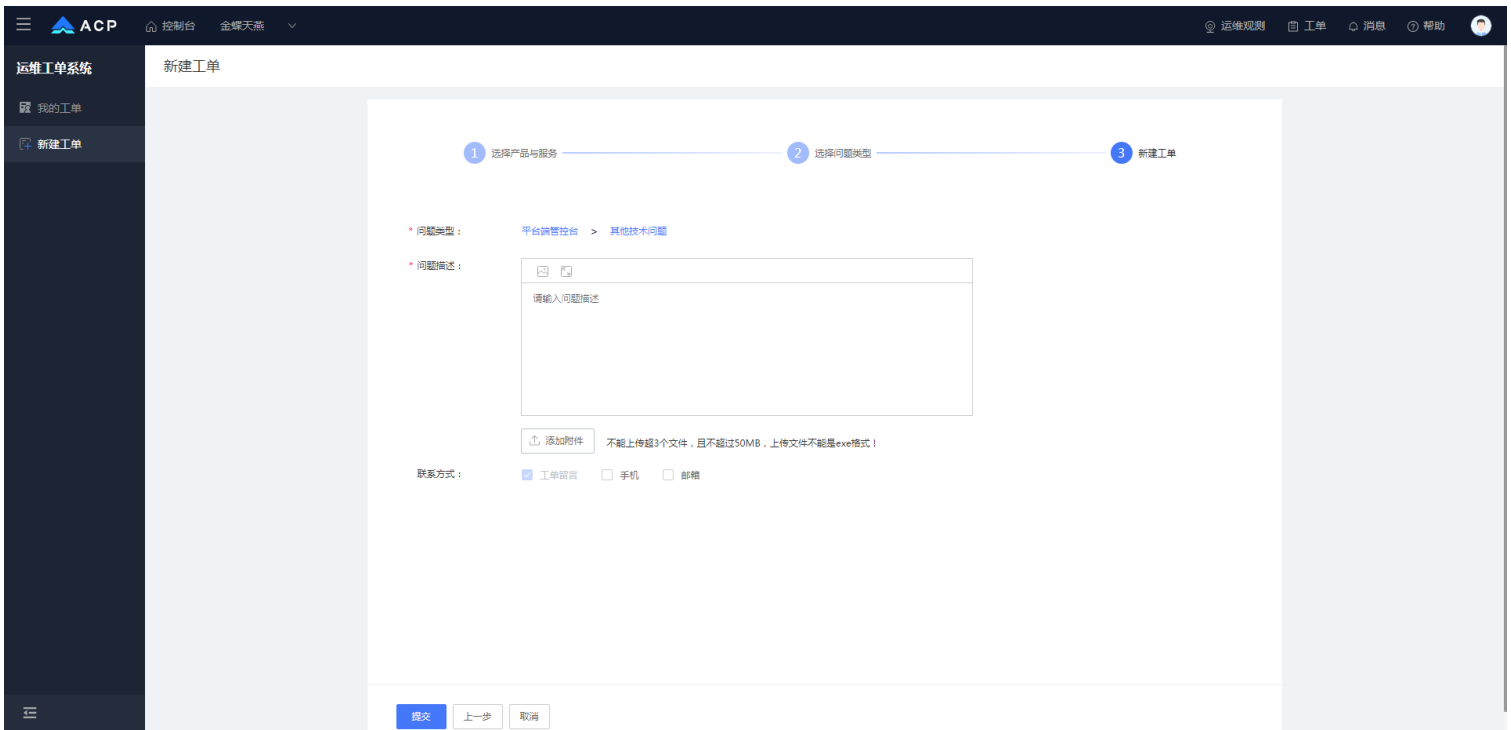 ACP 控制台 金蝶天燕 运维观测 工单 消息 帮助
运维工单系统
新建工单
我的工单
新建工单
1 选择产品与服务 2 选择问题类型 3 新建工单
* 问题类型： 平台端管控台 > 其他技术问题
* 问题描述：
请输入问题描述
添加附件 不能上传超3个文件，且不超过50MB，上传文件不能是exe格式！
联系方式： 工单留言 手机 邮箱
提交 上一步 取消